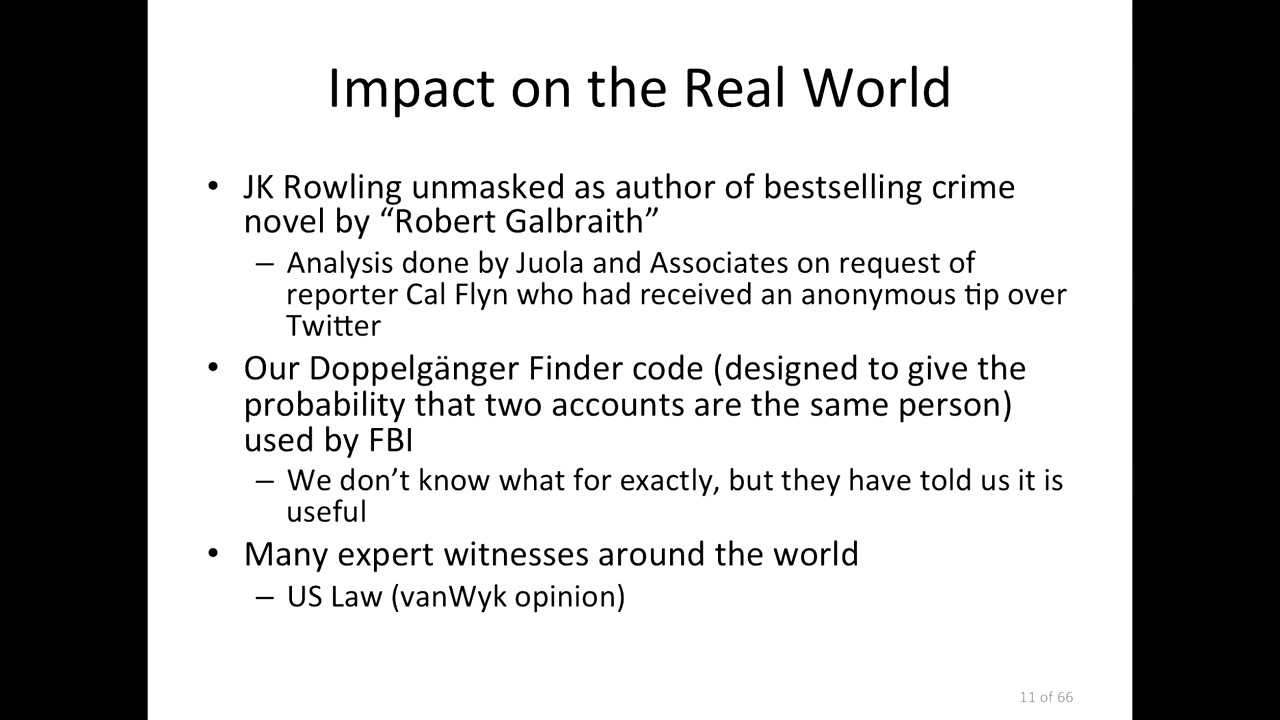 Impact on the Real World
• JK Rowling unmasked as author of bestselling crime
novel by “Robert Galbraith”
– Analysis done by Juola and Associates on request of
reporter Cal Flyn who had received an anonymous tip over
Twitter
• Our Doppelgänger Finder code (designed to give the
probability that two accounts are the same person)
used by FBI
– We don’t know what for exactly, but they have told us it is
useful
• Many expert witnesses around the world
– US Law (vanWyk opinion)
11 of 66